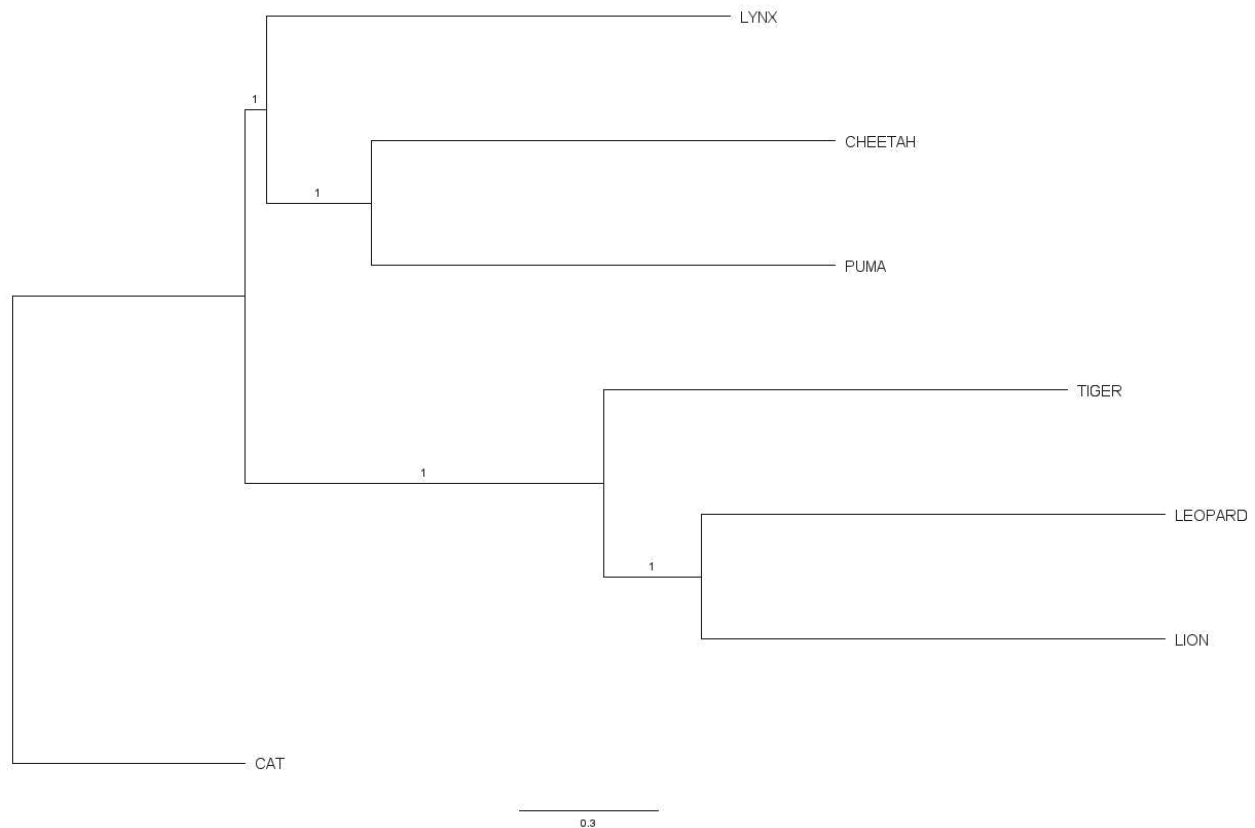 LYNX
1
CHEETAH
1
PUMA
TIGER
1
LEOPARD
1
LION
CAT
0.3